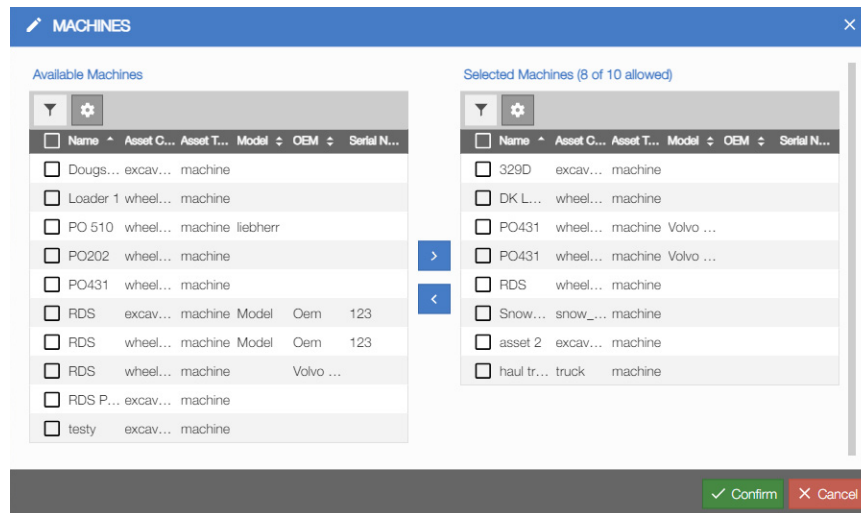 MACHINES
Available Machines
Name Asset C... Asset T... Model OEM Serial N...
Dougs... excav... machine
Loader 1 wheel... machine
PO 510 wheel... machine liebherr
PO202 wheel... machine
PO431 wheel... machine
RDS excav... machine Model Oem 123
RDS wheel... machine Model Oem 123
RDS wheel... machine Volvo ...
RDS P... excav... machine
testy excav... machine
Selected Machines (8 of 10 allowed)
Name Asset C... Asset T... Model OEM Serial N...
329D excav... machine
DK L... wheel... machine
PO431 wheel... machine Volvo ...
PO431 wheel... machine Volvo ...
RDS wheel... machine
Snow... snow_... machine
asset 2 excav... machine
haul tr... truck machine
Confirm
Cancel